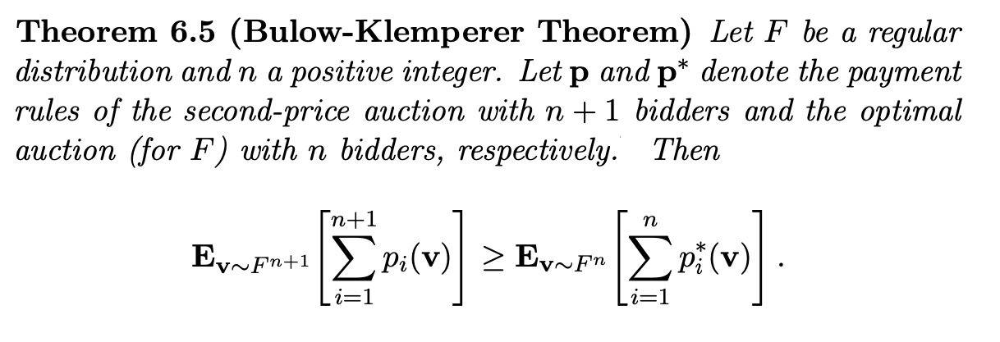 Theorem 6.5 (Bulow-Klemperer Theorem) Let F be a regular
distribution and n a positive integer. Let p and p* denote the payment
rules of the second-price auction with n + 1 bidders and the optimal
auction (for F) with n bidders, respectively. Then
E_{v∼F^{n+1}} [ ∑_{i=1}^{n+1} p_i(v) ] ≥ E_{v∼F^n} [ ∑_{i=1}^{n} p_i^*(v) ] .